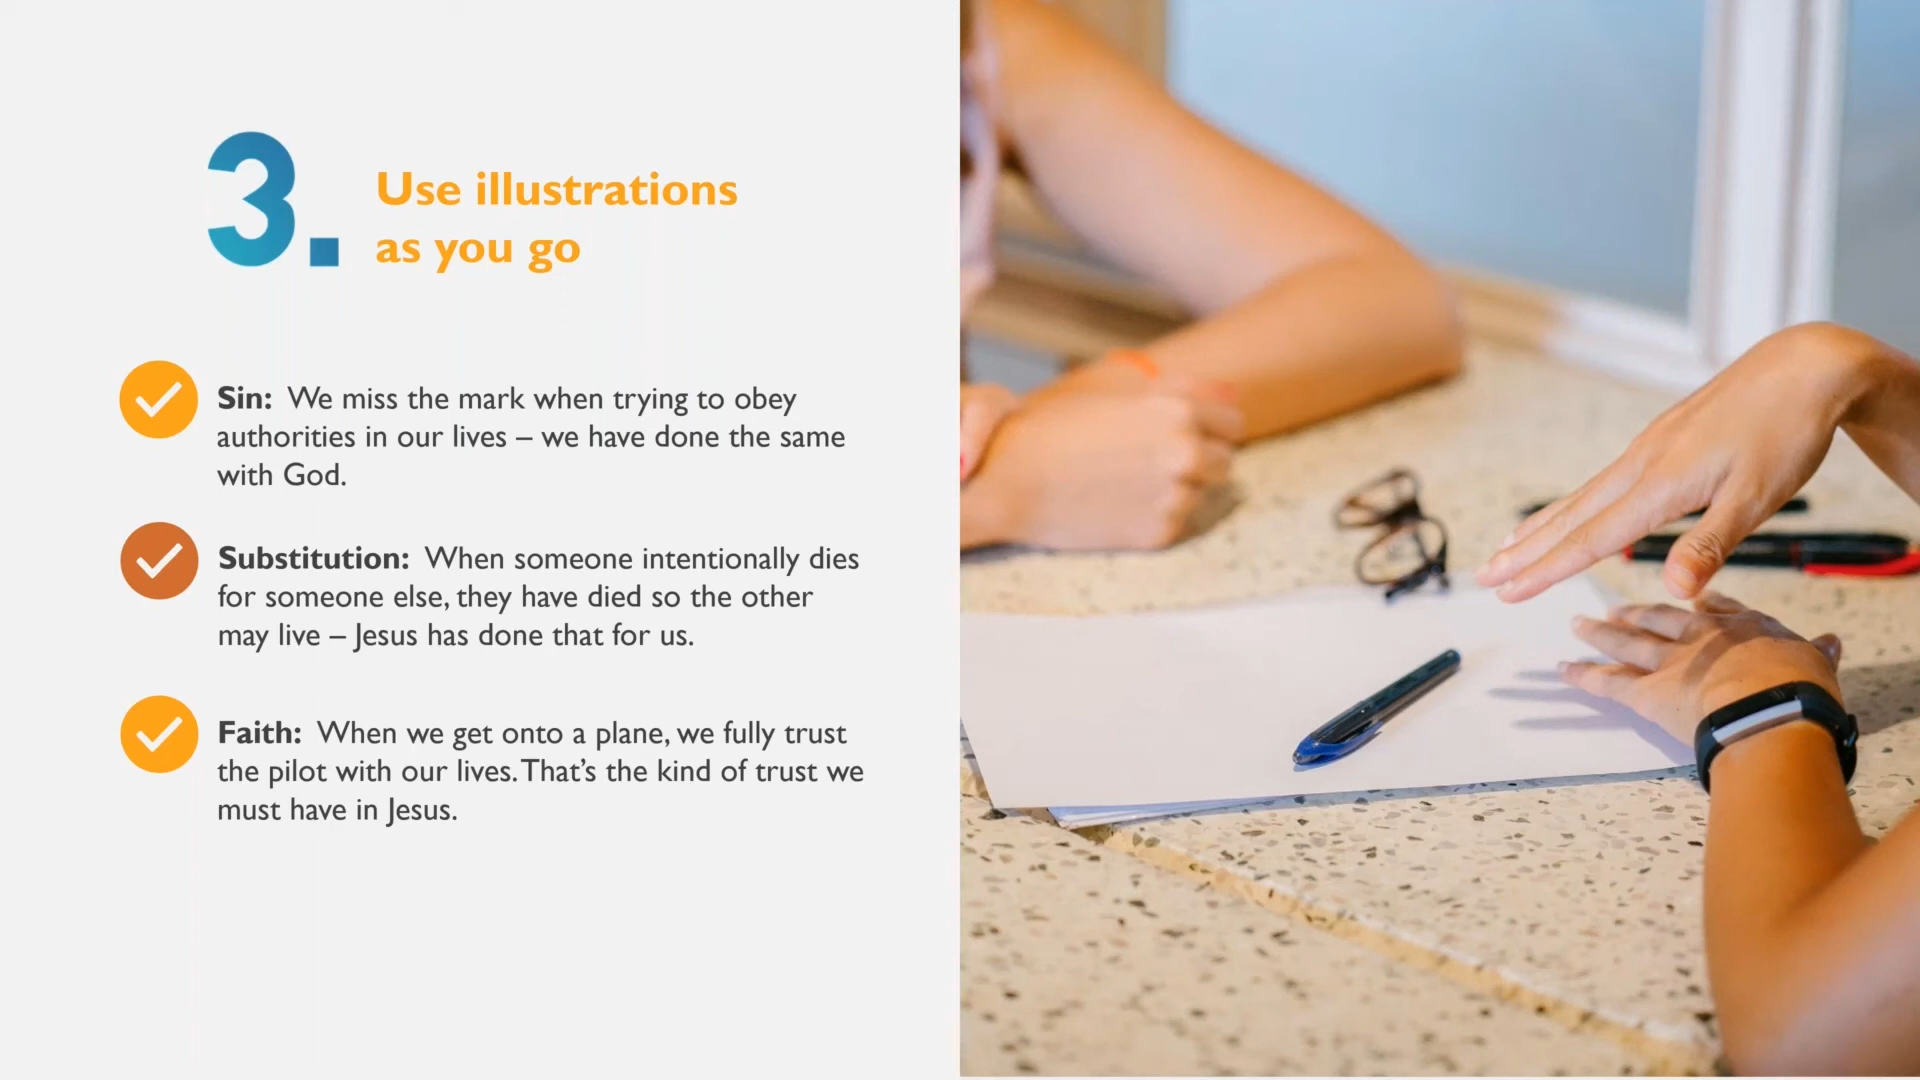 3.
Use illustrations
as you go
Sin: We miss the mark when trying to obey
authorities in our lives – we have done the same
with God.
Substitution: When someone intentionally dies
for someone else, they have died so the other
may live – Jesus has done that for us.
Faith: When we get onto a plane, we fully trust
the pilot with our lives. That’s the kind of trust we
must have in Jesus.